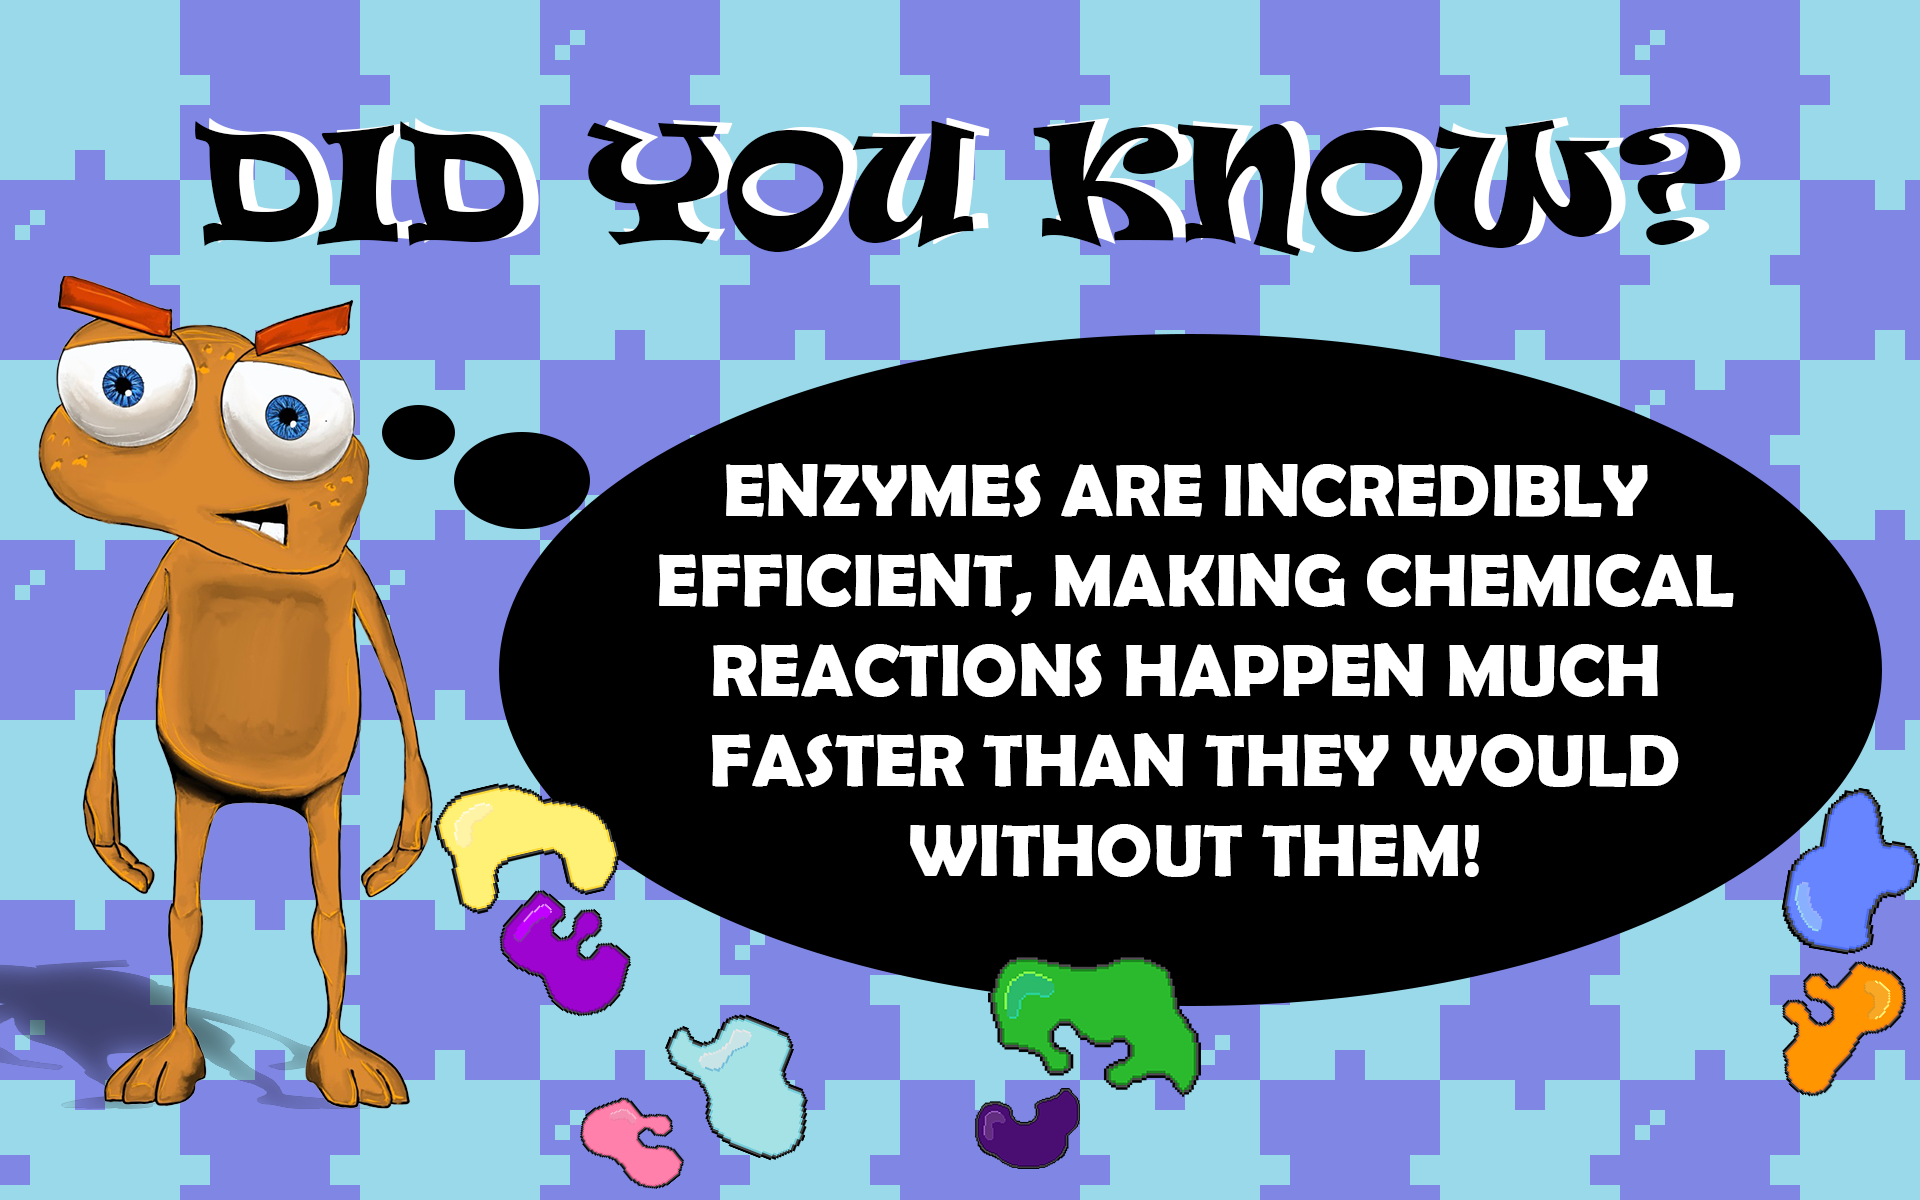 DID YOU KNOW?
ENZYMES ARE INCREDIBLY
EFFICIENT, MAKING CHEMICAL
REACTIONS HAPPEN MUCH
FASTER THAN THEY WOULD
WITHOUT THEM!